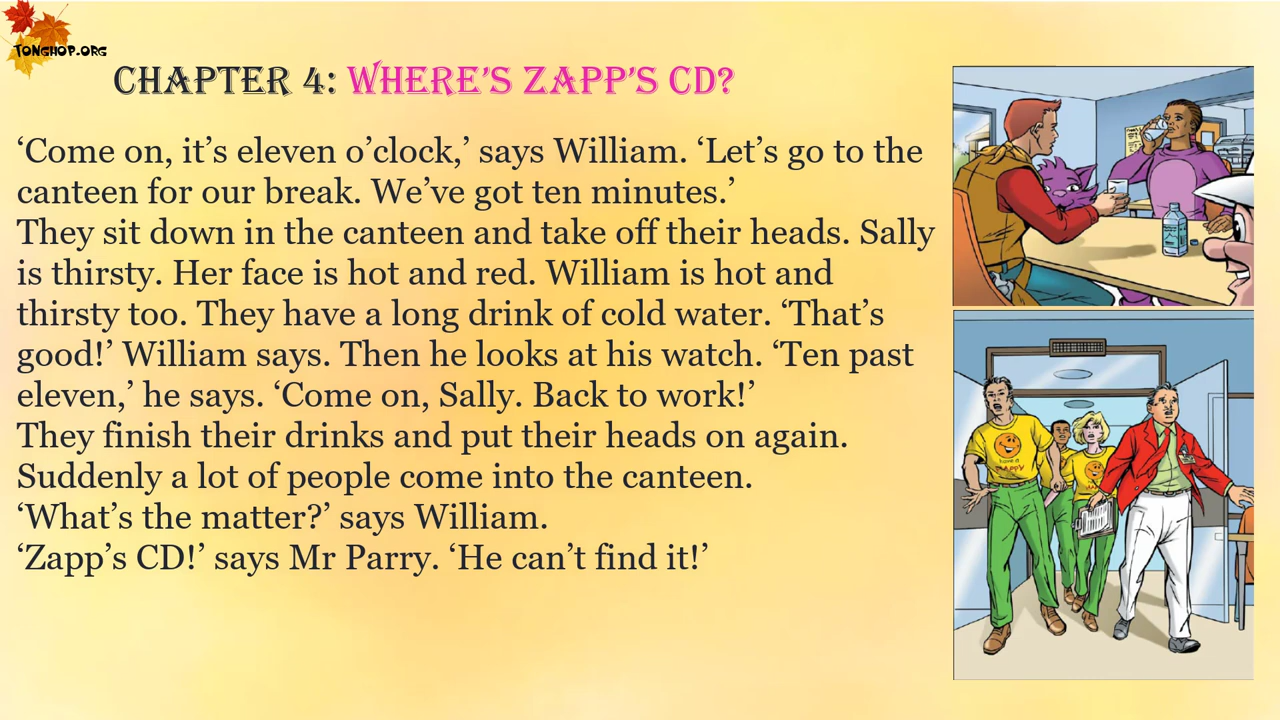 TONGHOP.ORG
CHAPTER 4: WHERE'S ZAPP'S CD?
‘Come on, it’s eleven o’clock,’ says William. ‘Let’s go to the
canteen for our break. We’ve got ten minutes.’
They sit down in the canteen and take off their heads. Sally
is thirsty. Her face is hot and red. William is hot and
thirsty too. They have a long drink of cold water. ‘That’s
good!’ William says. Then he looks at his watch. ‘Ten past
eleven,’ he says. ‘Come on, Sally. Back to work!’
They finish their drinks and put their heads on again.
Suddenly a lot of people come into the canteen.
‘What’s the matter?’ says William.
‘Zapp’s CD!’ says Mr Parry. ‘He can’t find it!’